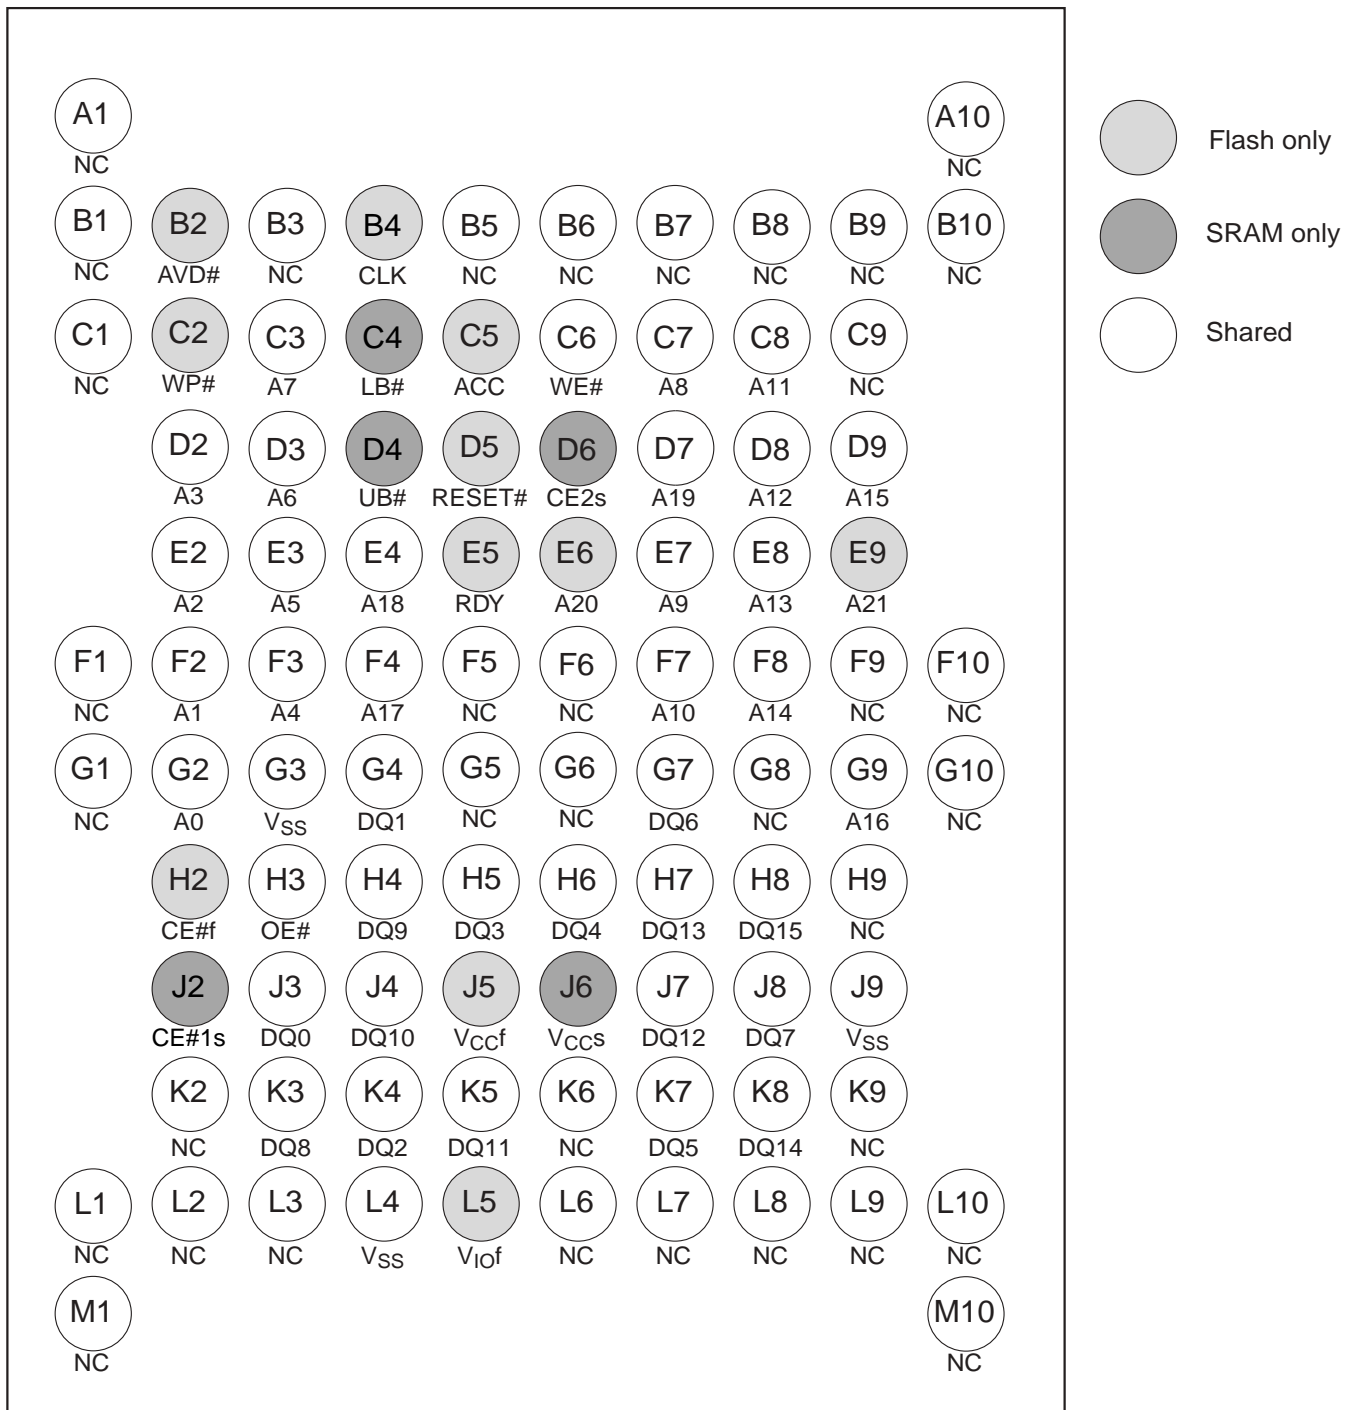 A1 A10
NC NC
Flash only
B1 B2 B3 B4 B5 B6 B7 B8 B9 B10
NC AVD# NC CLK NC NC NC NC NC NC
SRAM only
C1 C2 C3 C4 C5 C6 C7 C8 C9
NC WP# A7 LB# ACC WE# A8 A11 NC
Shared
D2 D3 D4 D5 D6 D7 D8 D9
A3 A6 UB# RESET# CE2s A19 A12 A15
E2 E3 E4 E5 E6 E7 E8 E9
A2 A5 A18 RDY A20 A9 A13 A21
F1 F2 F3 F4 F5 F6 F7 F8 F9 F10
NC A1 A4 A17 NC NC A10 A14 NC NC
G1 G2 G3 G4 G5 G6 G7 G8 G9 G10
NC A0 VSS DQ1 NC NC DQ6 NC A16 NC
H2 H3 H4 H5 H6 H7 H8 H9
CE#f OE# DQ9 DQ3 DQ4 DQ13 DQ15 NC
J2 J3 J4 J5 J6 J7 J8 J9
CE#1s DQ0 DQ10 VCCf VCCs DQ12 DQ7 VSS
K2 K3 K4 K5 K6 K7 K8 K9
NC DQ8 DQ2 DQ11 NC DQ5 DQ14 NC
L1 L2 L3 L4 L5 L6 L7 L8 L9 L10
NC NC NC VSS VIOf NC NC NC NC NC
M1 M10
NC NC